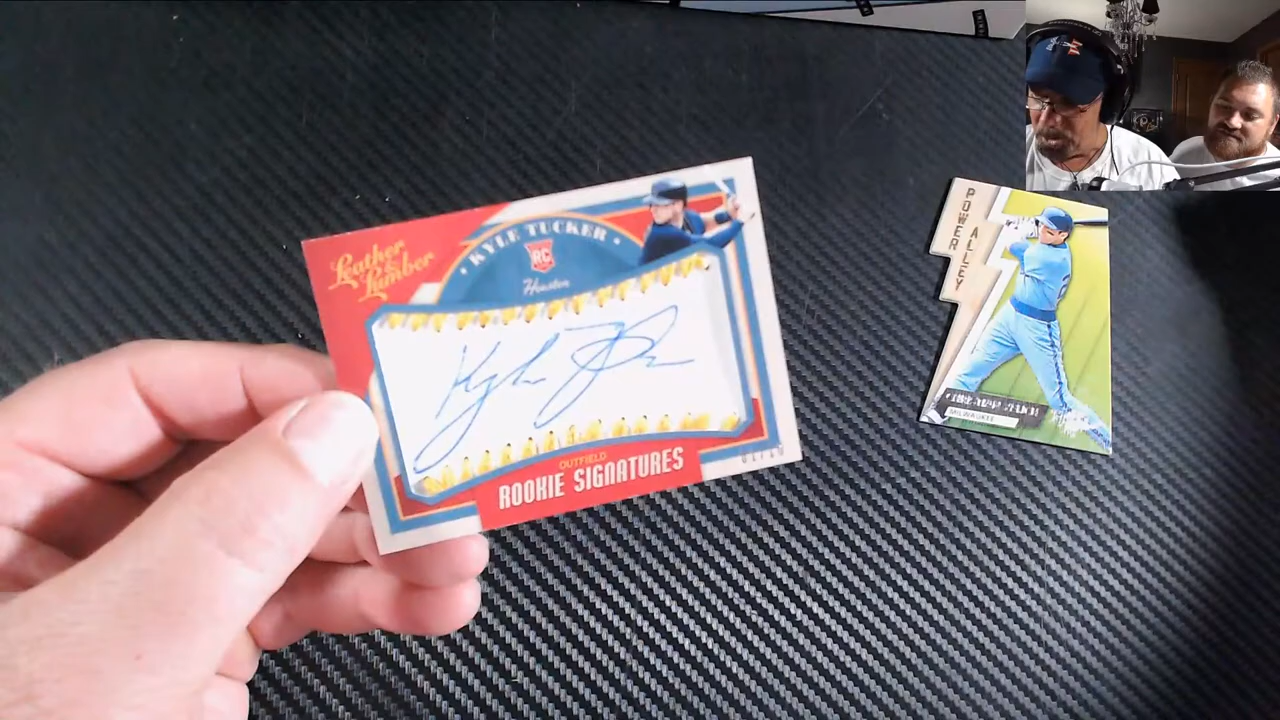 Leather & Lumber
KYLE TUCKER
RC
Houston
OUTFIELD
ROOKIE SIGNATURES
POWER
ALLEY
MILWAUKEE